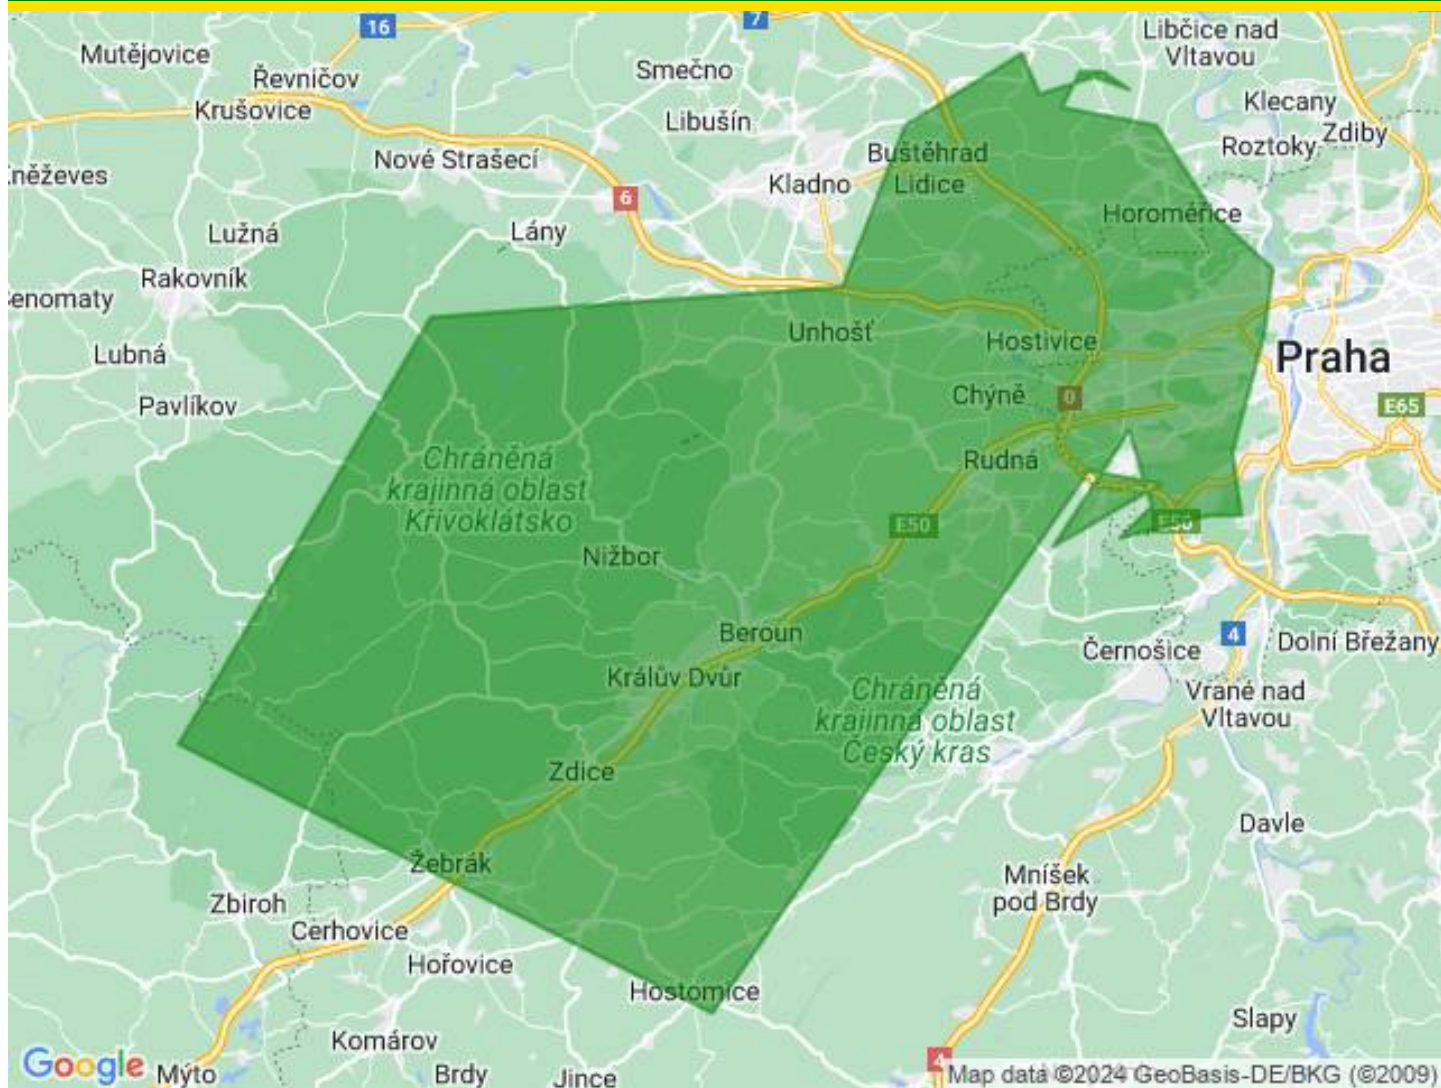 16
7
Libčice nad
Vltavou
Mutějovice
Řevničov
Smečno
Krušovice
Klecany
Libušín
Zdiby
Roztoky
Nové Strašecí
Buštěhrad
Kněževes
Kladno
Lidice
6
Horoměřice
Lužná
Lány
Rakovník
Senomaty
Unhošť
Hostivice
Lubná
Praha
Chýně
0
Pavlíkov
E65
Chráněná
krajinná oblast
Křivoklátsko
Rudná
E50
E50
Nižbor
Beroun
4
Dolní Břežany
Černošice
Králův Dvůr
Chráněná
krajinná oblast
Český kras
Vrané nad
Vltavou
Zdice
Davle
Žebrák
Mníšek
pod Brdy
Zbiroh
Cerhovice
Hořovice
Hostomice
Slapy
Komárov
Google
Mýto
Brdy
Jince
4
Map data ©2024 GeoBasis-DE/BKG (©2009)